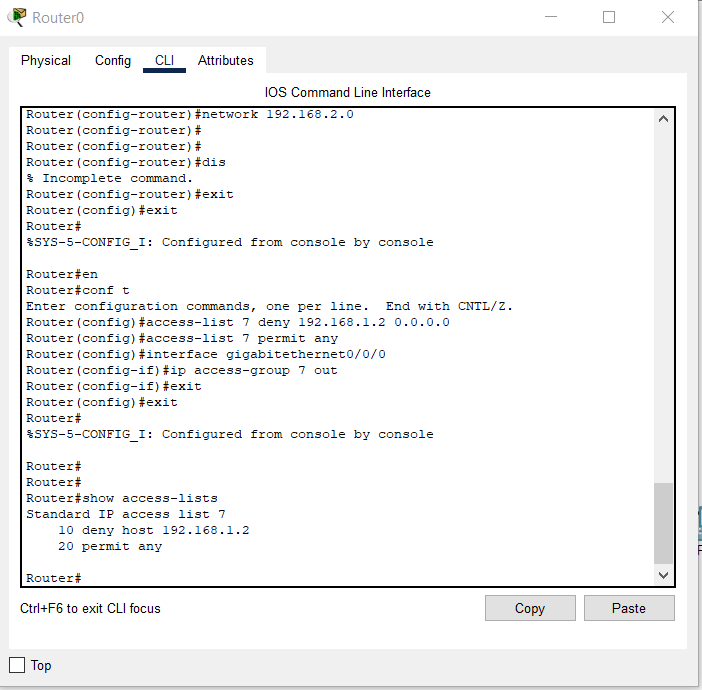 Router0
Physical Config CLI Attributes
IOS Command Line Interface
Router(config-router)#network 192.168.2.0
Router(config-router)#
Router(config-router)#
Router(config-router)#dis
% Incomplete command.
Router(config-router)#exit
Router(config)#exit
Router#
%SYS-5-CONFIG_I: Configured from console by console
Router#en
Router#conf t
Enter configuration commands, one per line.  End with CNTL/Z.
Router(config)#access-list 7 deny 192.168.1.2 0.0.0.0
Router(config)#access-list 7 permit any
Router(config)#interface gigabitethernet0/0/0
Router(config-if)#ip access-group 7 out
Router(config-if)#exit
Router(config)#exit
Router#
%SYS-5-CONFIG_I: Configured from console by console
Router#
Router#
Router#show access-lists
Standard IP access list 7
    10 deny host 192.168.1.2
    20 permit any
Router#
Ctrl+F6 to exit CLI focus
Copy
Paste
Top